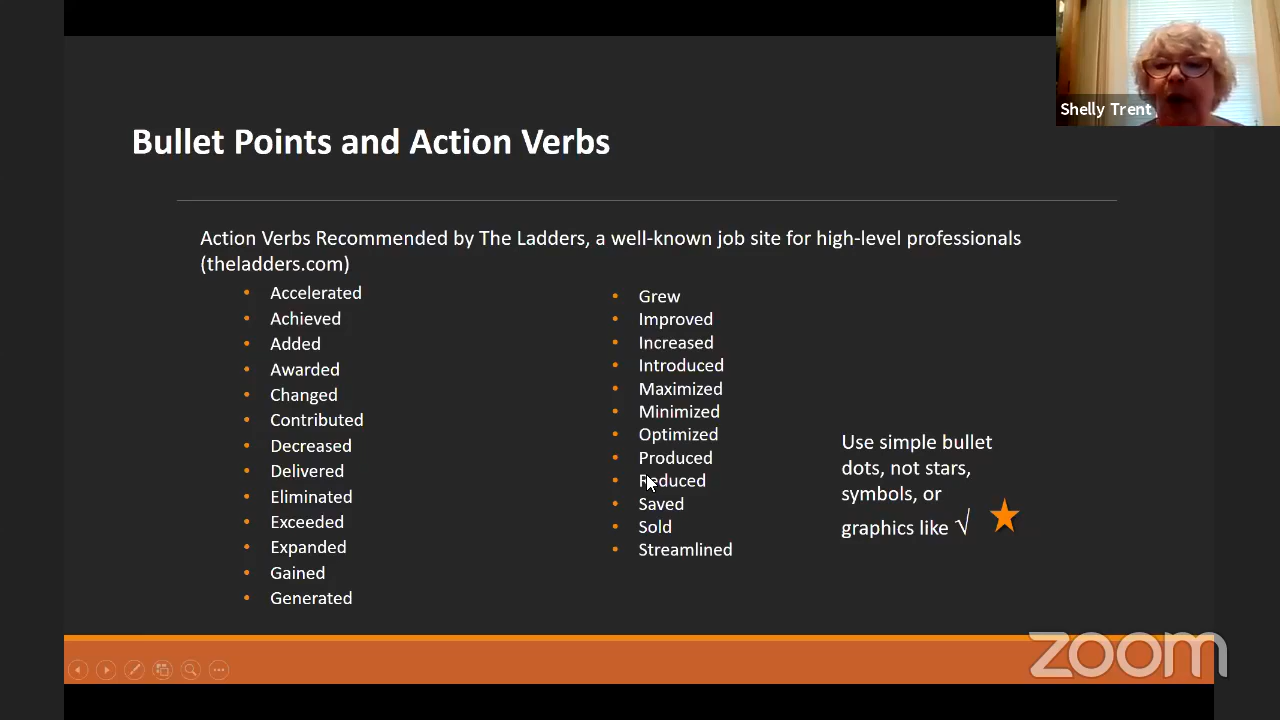 Shelly Trent
Bullet Points and Action Verbs
Action Verbs Recommended by The Ladders, a well-known job site for high-level professionals
(theladders.com)
• Accelerated
• Achieved
• Added
• Awarded
• Changed
• Contributed
• Decreased
• Delivered
• Eliminated
• Exceeded
• Expanded
• Gained
• Generated
• Grew
• Improved
• Increased
• Introduced
• Maximized
• Minimized
• Optimized
• Produced
• Reduced
• Saved
• Sold
• Streamlined
Use simple bullet
dots, not stars,
symbols, or
graphics like √
zoom